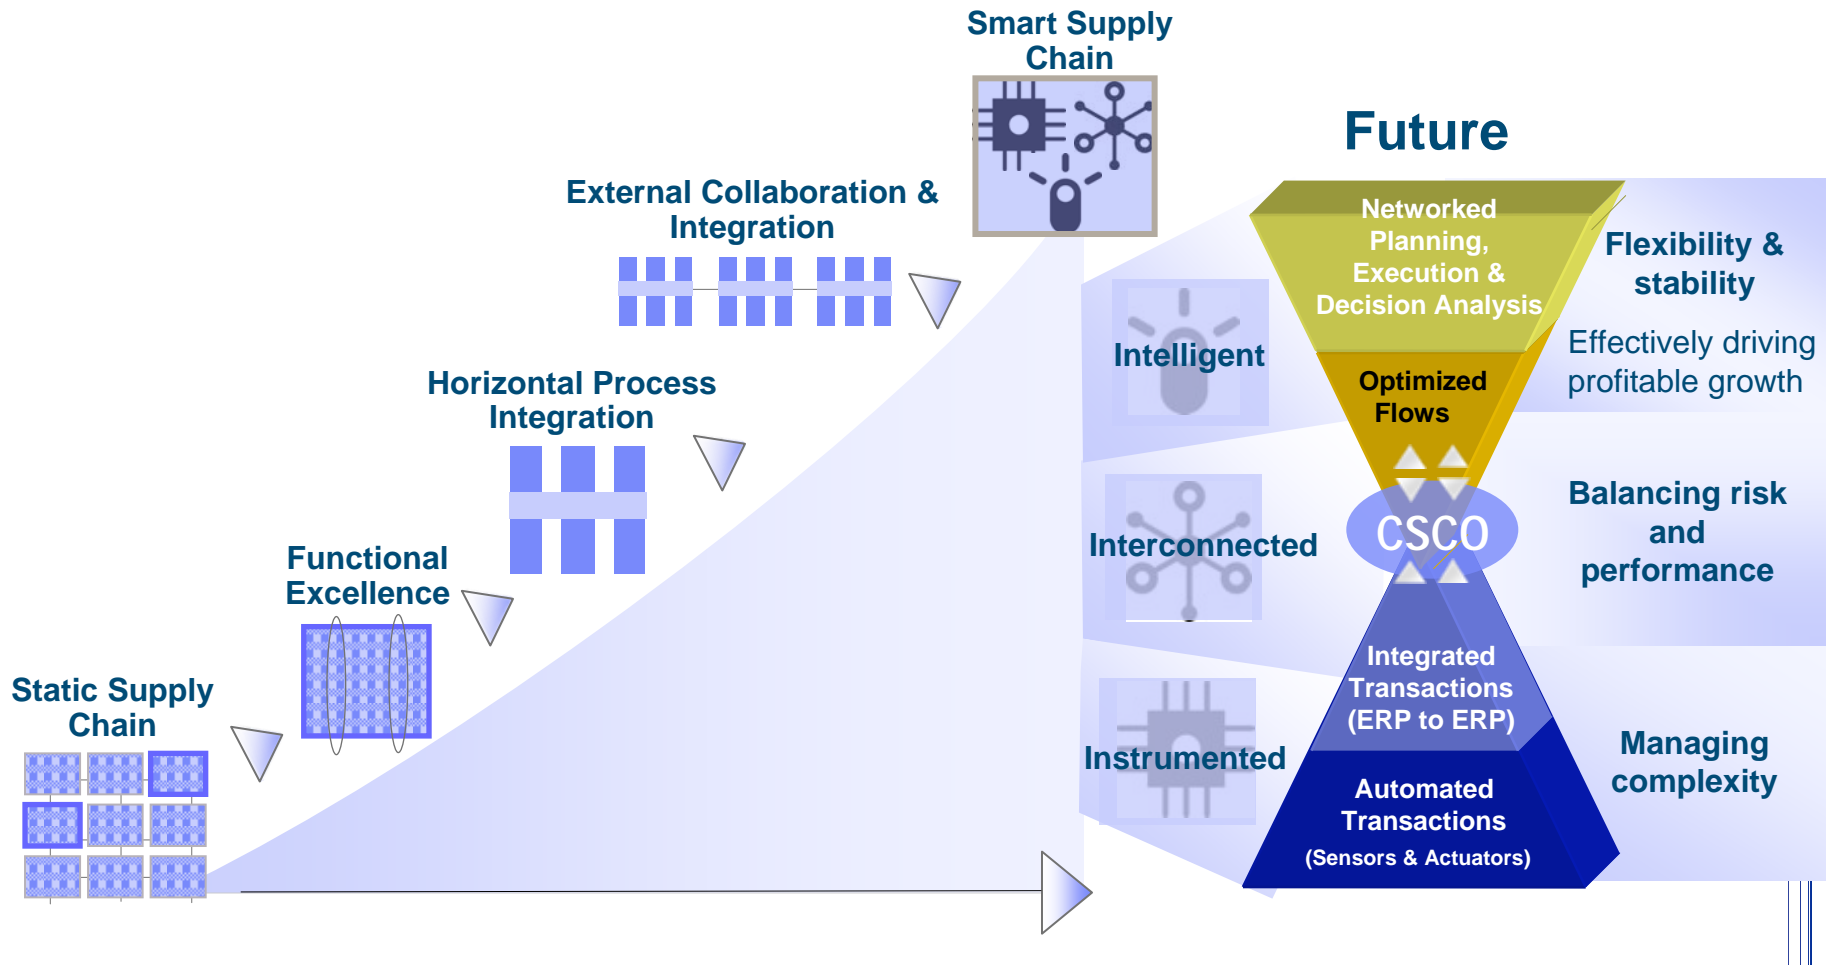 Smart Supply
Chain
Future
External Collaboration &
Integration
Networked
Planning,
Execution &
Decision Analysis
Flexibility &
stability
Effectively driving
profitable growth
Intelligent
Optimized
Flows
Horizontal Process
Integration
Interconnected
CSCO
Balancing risk
and
performance
Functional
Excellence
Static Supply
Chain
Integrated
Transactions
(ERP to ERP)
Instrumented
Managing
complexity
Automated
Transactions
(Sensors & Actuators)